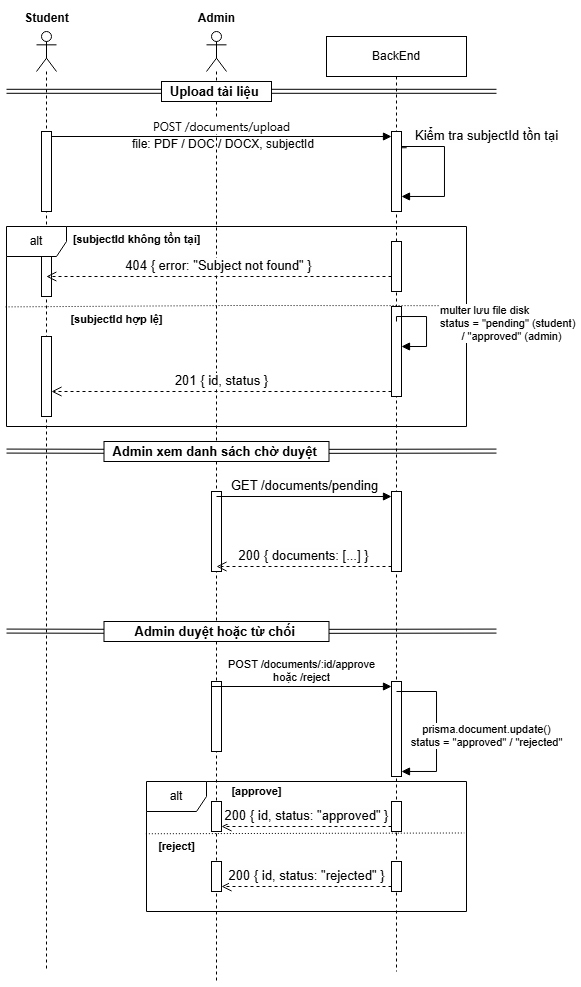 Student
Admin
BackEnd
Upload tài liệu
POST /documents/upload
file: PDF / DOC / DOCX, subjectId
Kiểm tra subjectId tồn tại
alt
[subjectId không tồn tại]
404 { error: "Subject not found" }
[subjectId hợp lệ]
multer lưu file disk
status = "pending" (student)
/ "approved" (admin)
201 { id, status }
Admin xem danh sách chờ duyệt
GET /documents/pending
200 { documents: [...] }
Admin duyệt hoặc từ chối
POST /documents/:id/approve
hoặc /reject
prisma.document.update()
status = "approved" / "rejected"
alt
[approve]
200 { id, status: "approved" }
[reject]
200 { id, status: "rejected" }